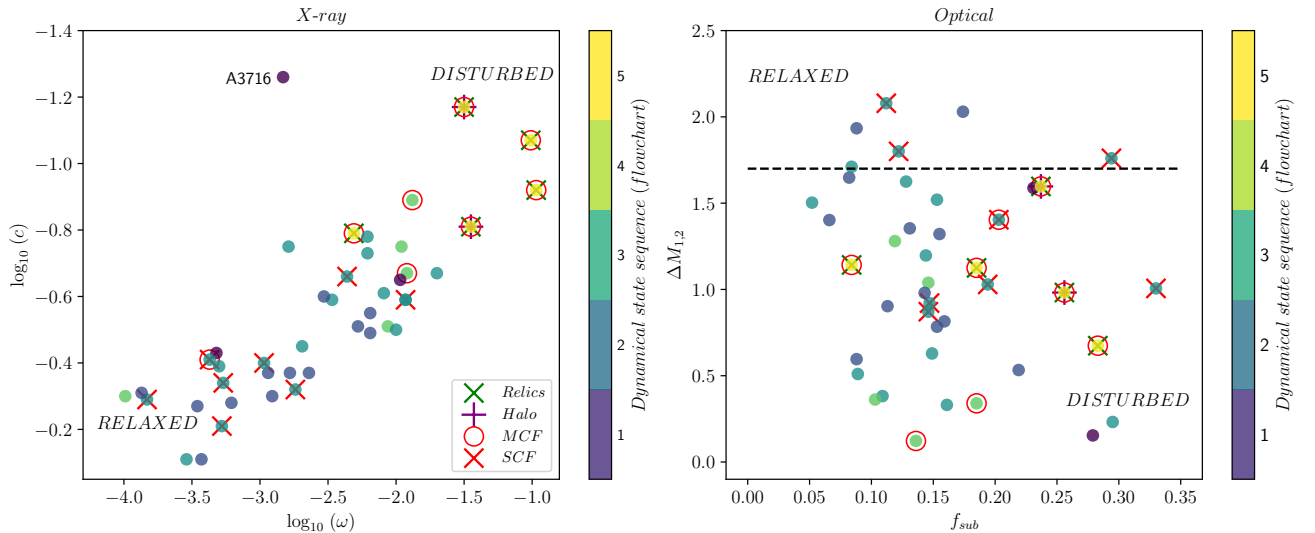 X-ray
−1.4
−1.2
−1.0
−0.8
−0.6
−0.4
−0.2
log₁₀ (c)
A3716
DISTURBED
RELAXED
Relics
Halo
MCF
SCF
−4.0 −3.5 −3.0 −2.5 −2.0 −1.5 −1.0
log₁₀ (ω)
5
4
3
2
1
Dynamical state sequence (flowchart)
Optical
2.5
2.0
1.5
1.0
0.5
0.0
ΔM₁,₂
RELAXED
DISTURBED
0.00 0.05 0.10 0.15 0.20 0.25 0.30 0.35
f_sub
5
4
3
2
1
Dynamical state sequence (flowchart)